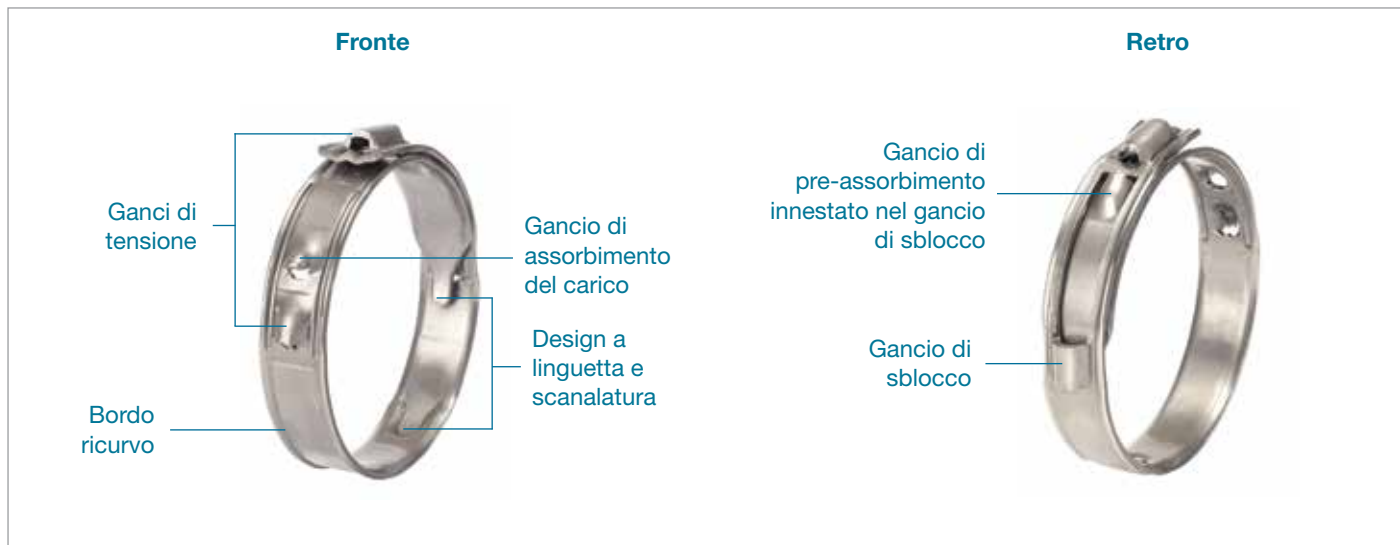 Fronte
Ganci di
tensione
Gancio di
assorbimento
del carico
Design a
linguetta e
scanalatura
Bordo
ricurvo
Retro
Gancio di
pre-assorbimento
innestato nel gancio
di sblocco
Gancio di
sblocco